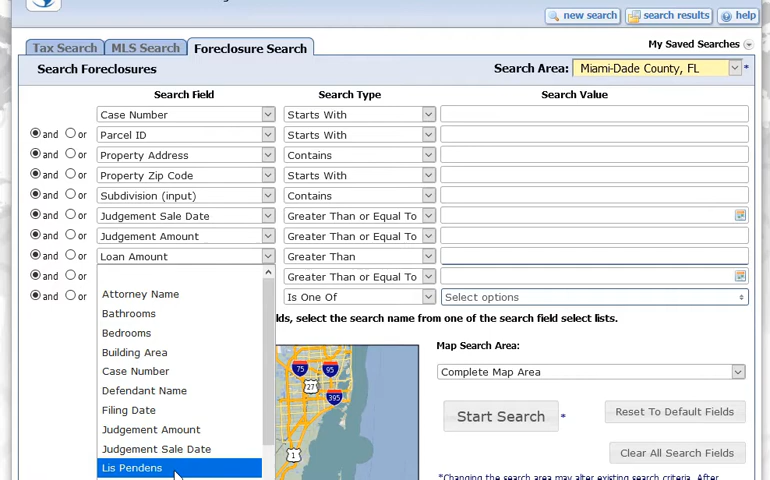 new search
search results
help
Tax Search
MLS Search
Foreclosure Search
My Saved Searches
Search Foreclosures
Search Area:
Miami-Dade County, FL
*
Search Field
Search Type
Search Value
Case Number
Starts With
and
or
Parcel ID
Starts With
and
or
Property Address
Contains
and
or
Property Zip Code
Starts With
and
or
Subdivision (input)
Contains
and
or
Judgement Sale Date
Greater Than or Equal To
and
or
Judgement Amount
Greater Than or Equal To
and
or
Loan Amount
Greater Than
and
or
Greater Than or Equal To
and
or
Is One Of
Select options
Attorney Name
Bathrooms
Bedrooms
Building Area
Case Number
Defendant Name
Filing Date
Judgement Amount
Judgement Sale Date
Lis Pendens
lds, select the search name from one of the search field select lists.
75
95
27
395
1
Map Search Area:
Complete Map Area
Start Search
*
Reset To Default Fields
Clear All Search Fields
*Changing the search area may alter existing search criteria. After